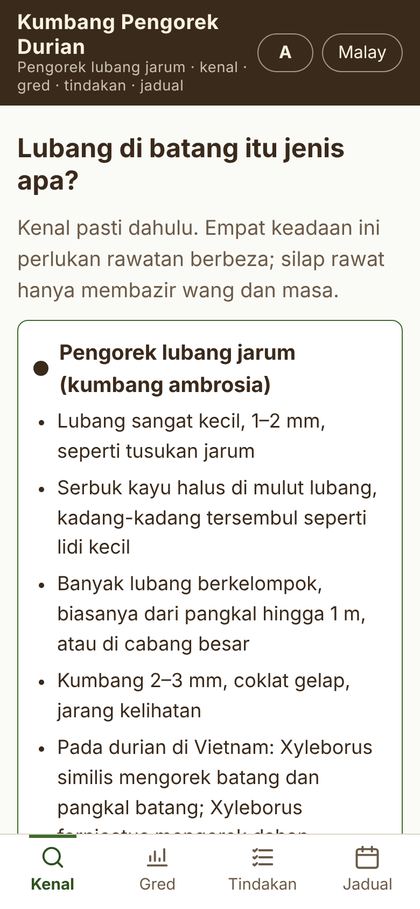 Kumbang Pengorek
Durian
Pengorek lubang jarum · kenal ·
gred · tindakan · jadual
A
Malay
Lubang di batang itu jenis
apa?
Kenal pasti dahulu. Empat keadaan ini
perlukan rawatan berbeza; silap rawat
hanya membazir wang dan masa.
Pengorek lubang jarum
(kumbang ambrosia)
• Lubang sangat kecil, 1–2 mm,
seperti tusukan jarum
• Serbuk kayu halus di mulut lubang,
kadang-kadang tersembul seperti
lidi kecil
• Banyak lubang berkelompok,
biasanya dari pangkal hingga 1 m,
atau di cabang besar
• Kumbang 2–3 mm, coklat gelap,
jarang kelihatan
• Pada durian di Vietnam: Xyleborus
similis mengorek batang dan
pangkal batang; Xyleborus
Kenal
Gred
Tindakan
Jadual